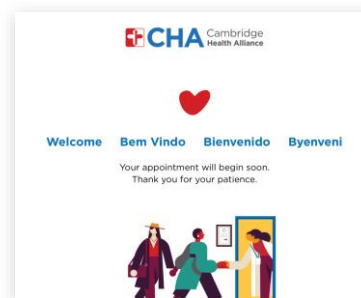 CHA Cambridge
Health Alliance
Welcome Bem Vindo Bienvenido Byenveni
Your appointment will begin soon.
Thank you for your patience.